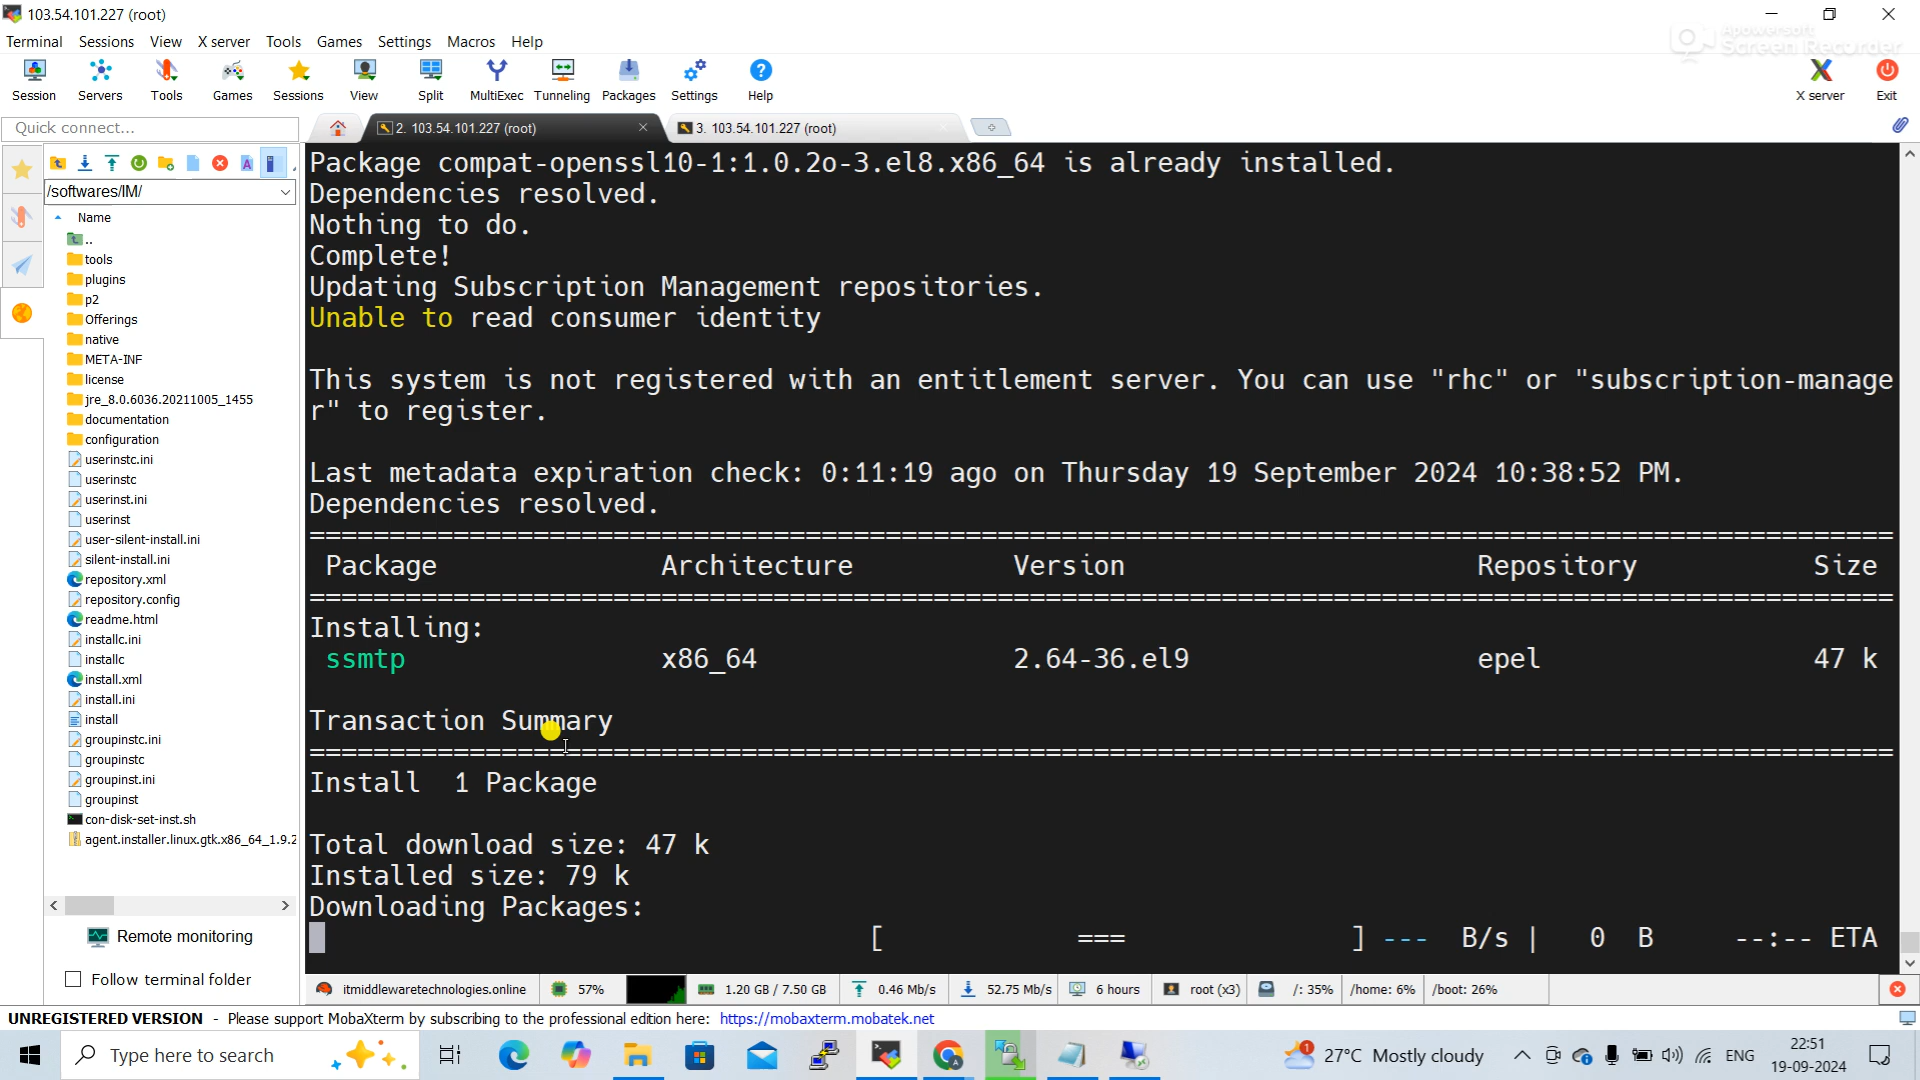 103.54.101.227 (root)
Apowersoft
Screen Recorder
Terminal Sessions View X server Tools Games Settings Macros Help
Session Servers Tools Games Sessions View Split MultiExec Tunneling Packages Settings Help X server Exit
Quick connect...
2. 103.54.101.227 (root)
3. 103.54.101.227 (root)
/softwares/IM/
Name
..
tools
plugins
p2
Offerings
native
META-INF
license
jre_8.0.6036.20211005_1455
documentation
configuration
userinstc.ini
userinstc
userinst.ini
userinst
user-silent-install.ini
silent-install.ini
repository.xml
repository.config
readme.html
installc.ini
installc
install.xml
install.ini
install
groupinstc.ini
groupinstc
groupinst.ini
groupinst
con-disk-set-inst.sh
agent.installer.linux.gtk.x86_64_1.9.2
Remote monitoring
Follow terminal folder
Package compat-openssl10-1:1.0.2o-3.el8.x86_64 is already installed.
Dependencies resolved.
Nothing to do.
Complete!
Updating Subscription Management repositories.
Unable to read consumer identity
This system is not registered with an entitlement server. You can use "rhc" or "subscription-manage
r" to register.
Last metadata expiration check: 0:11:19 ago on Thursday 19 September 2024 10:38:52 PM.
Dependencies resolved.
===================================================================================================
Package Architecture Version Repository Size
===================================================================================================
Installing:
ssmtp x86_64 2.64-36.el9 epel 47 k
Transaction Summary
===================================================================================================
Install 1 Package
Total download size: 47 k
Installed size: 79 k
Downloading Packages:
[ === ] --- B/s | 0 B --:-- ETA
itmiddlewaretechnologies.online 57% 1.20 GB / 7.50 GB 0.46 Mb/s 52.75 Mb/s 6 hours root (x3) /: 35% /home: 6% /boot: 26%
UNREGISTERED VERSION - Please support MobaXterm by subscribing to the professional edition here: https://mobaxterm.mobatek.net
Type here to search
27°C Mostly cloudy
ENG
22:51
19-09-2024